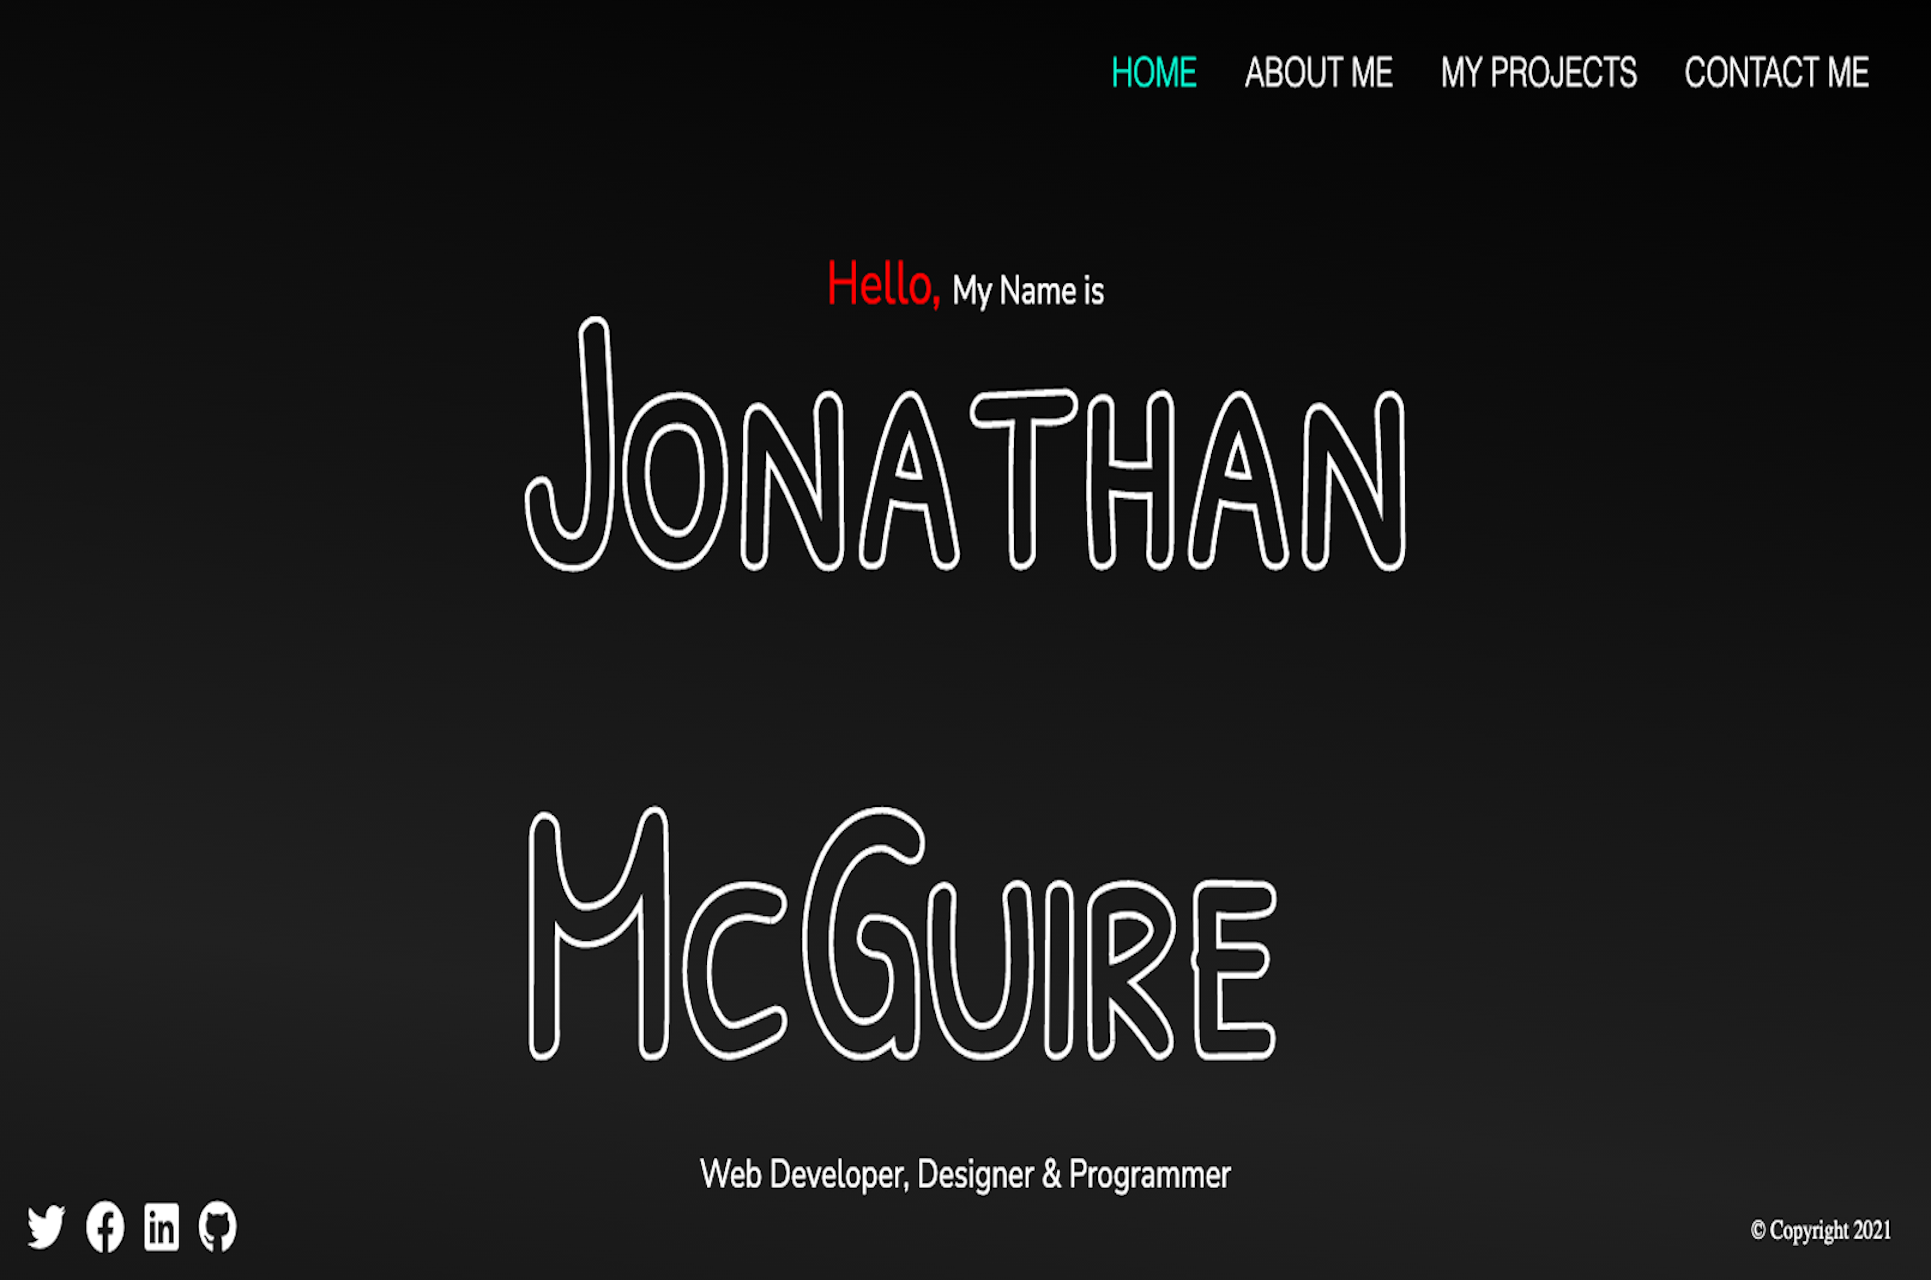 HOME ABOUT ME MY PROJECTS CONTACT ME
Hello, My Name is
JONATHAN
MCGUIRE
Web Developer, Designer & Programmer
© Copyright 2021